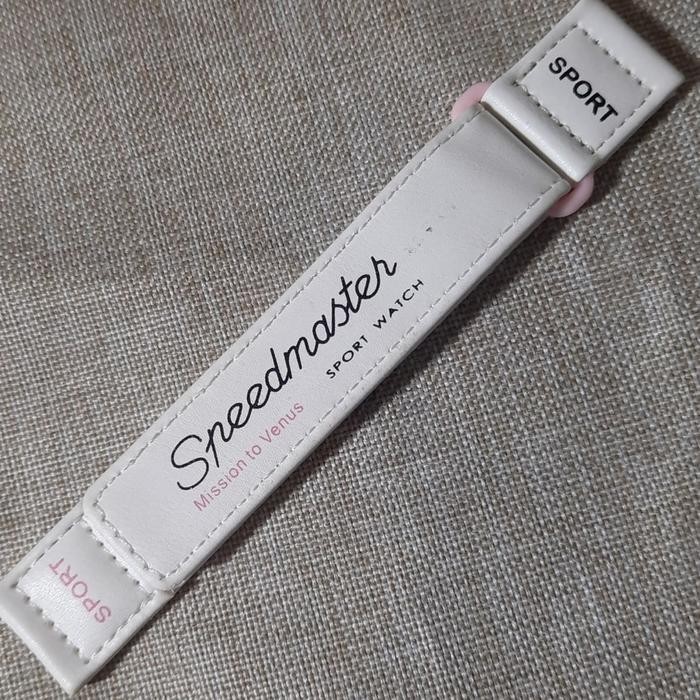 SPORT
Speedmaster
SPORT WATCH
Mission to Venus
SPORT